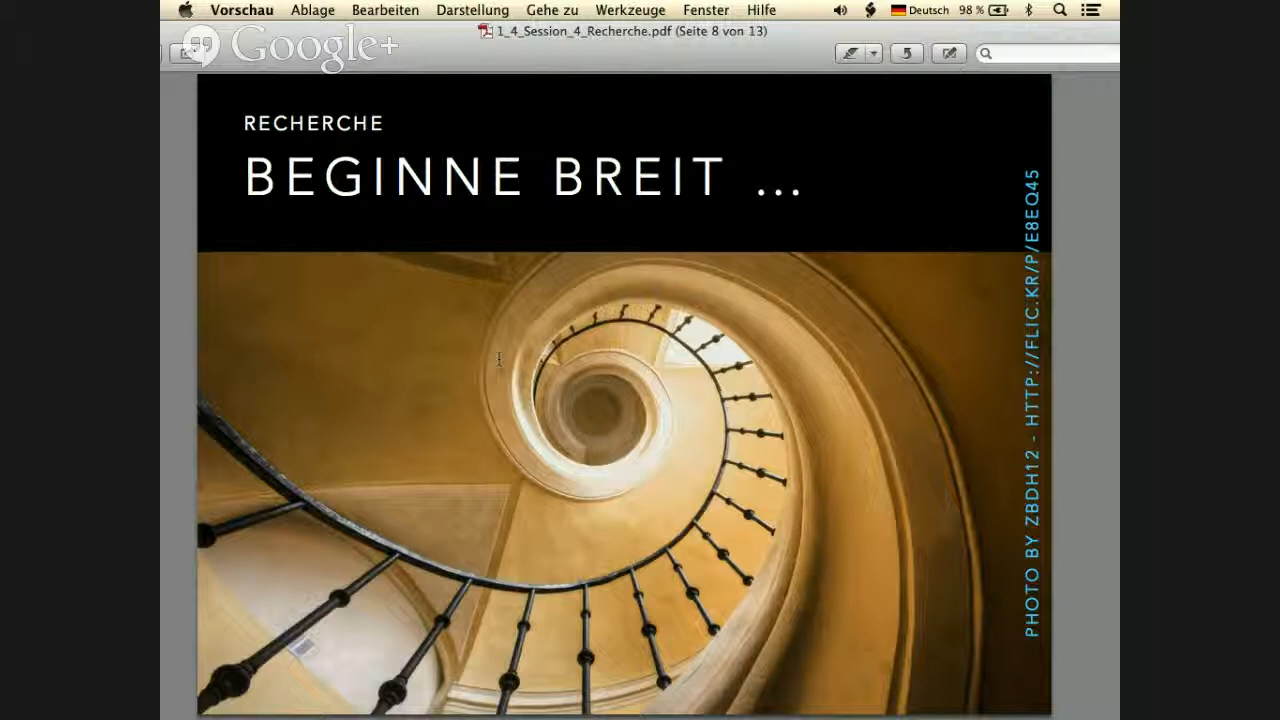 Vorschau Ablage Bearbeiten Darstellung Gehe zu Werkzeuge Fenster Hilfe Deutsch 98 %
1_4_Session_4_Recherche.pdf (Seite 8 von 13)
Google+
RECHERCHE
BEGINNE BREIT ...
PHOTO BY ZBDH12 - HTTP://FLIC.KR/P/E8EQ45